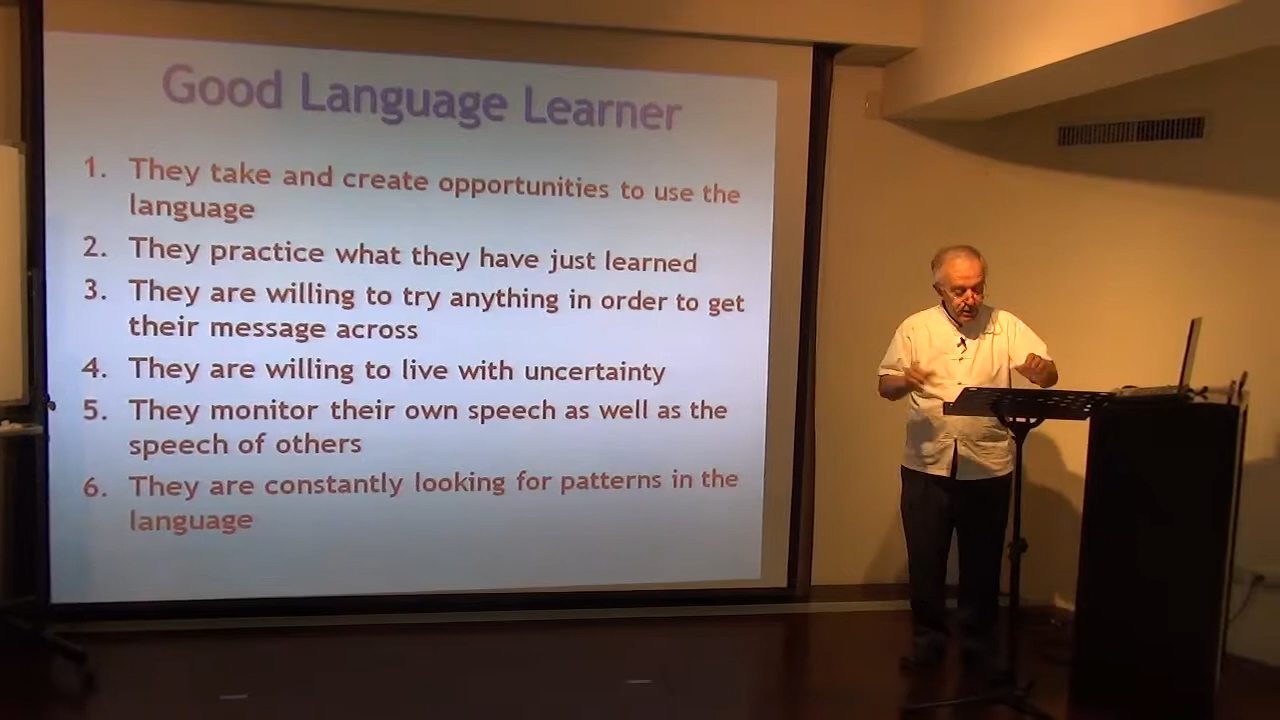 Good Language Learner
1. They take and create opportunities to use the
language
2. They practice what they have just learned
3. They are willing to try anything in order to get
their message across
4. They are willing to live with uncertainty
5. They monitor their own speech as well as the
speech of others
6. They are constantly looking for patterns in the
language